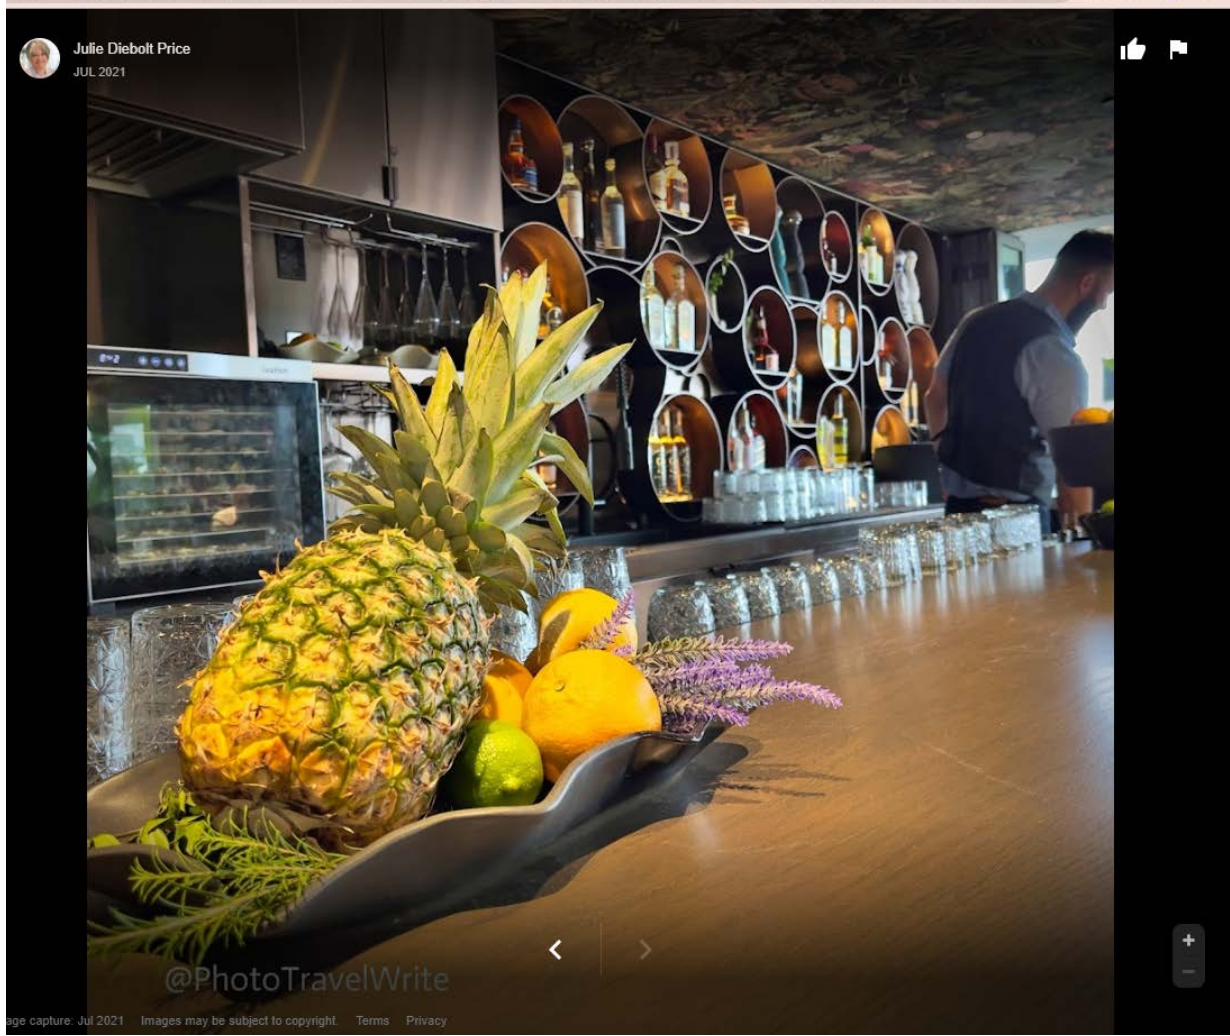 Julie Diebolt Price
JUL 2021
@PhotoTravelWrite
age capture: Jul 2021 Images may be subject to copyright. Terms Privacy